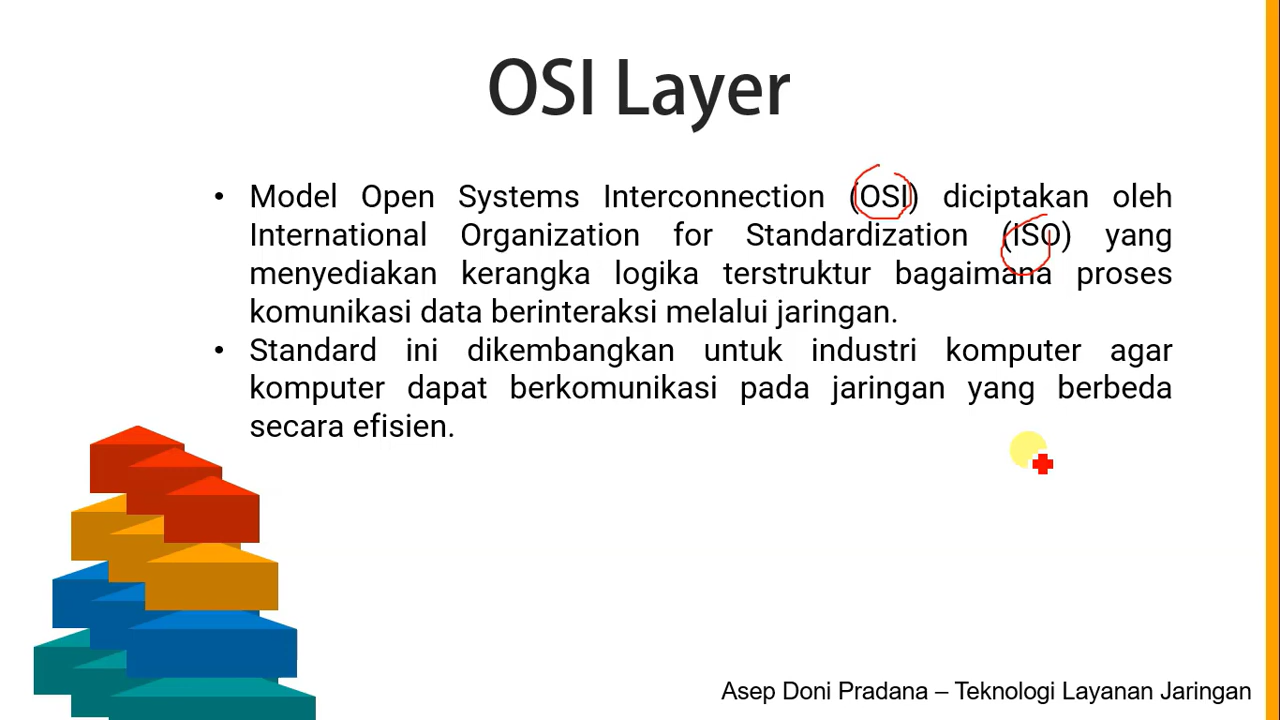 OSI Layer
• Model Open Systems Interconnection (OSI) diciptakan oleh
International Organization for Standardization (ISO) yang
menyediakan kerangka logika terstruktur bagaimana proses
komunikasi data berinteraksi melalui jaringan.
• Standard ini dikembangkan untuk industri komputer agar
komputer dapat berkomunikasi pada jaringan yang berbeda
secara efisien.
Asep Doni Pradana – Teknologi Layanan Jaringan